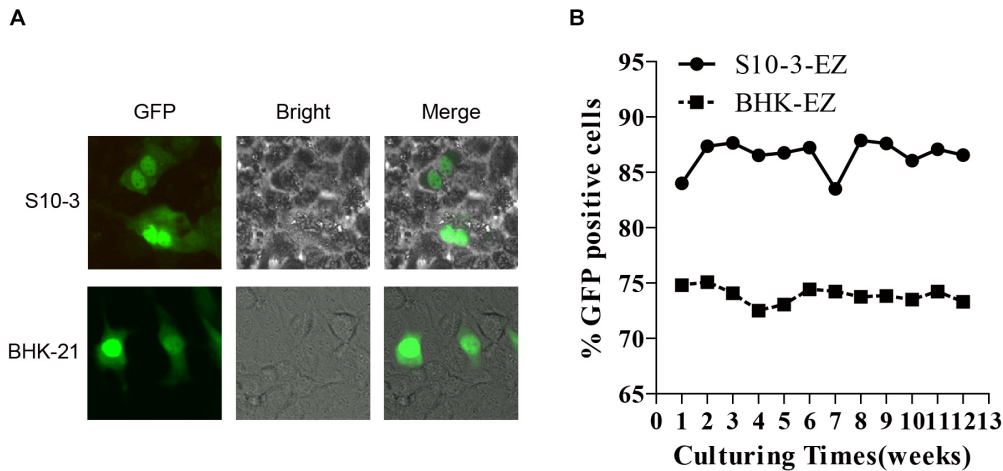 A
GFP Bright Merge
S10-3
BHK-21
B
S10-3-EZ
BHK-EZ
% GFP positive cells
95
90
85
80
75
70
65
0 1 2 3 4 5 6 7 8 9 10 11 12 13
Culturing Times(weeks)